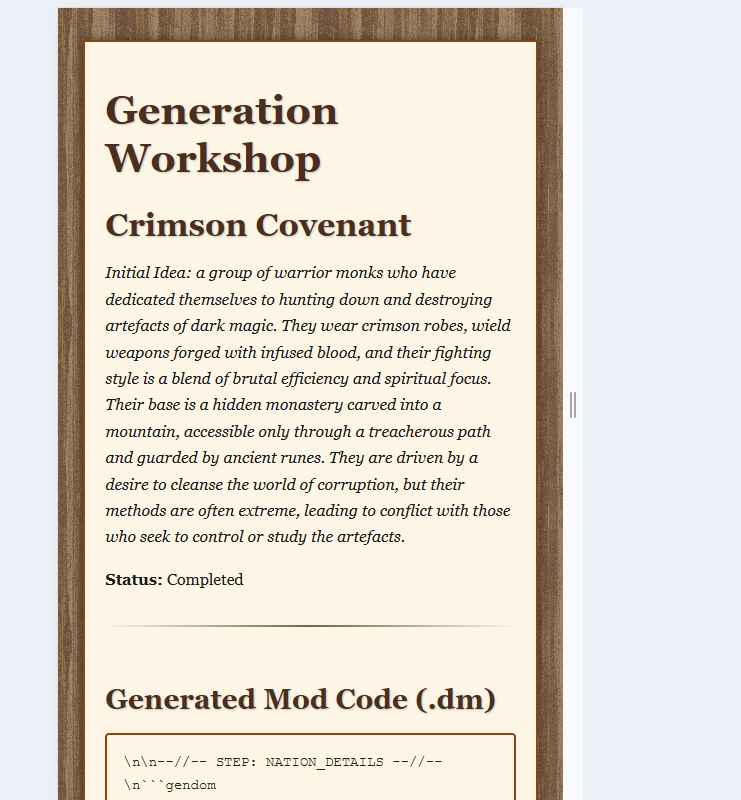 Generation
Workshop
Crimson Covenant
Initial Idea: a group of warrior monks who have
dedicated themselves to hunting down and destroying
artefacts of dark magic. They wear crimson robes, wield
weapons forged with infused blood, and their fighting
style is a blend of brutal efficiency and spiritual focus.
Their base is a hidden monastery carved into a
mountain, accessible only through a treacherous path
and guarded by ancient runes. They are driven by a
desire to cleanse the world of corruption, but their
methods are often extreme, leading to conflict with those
who seek to control or study the artefacts.
Status: Completed
Generated Mod Code (.dm)
\n\n--//-- STEP: NATION_DETAILS --//--
\n```gendom